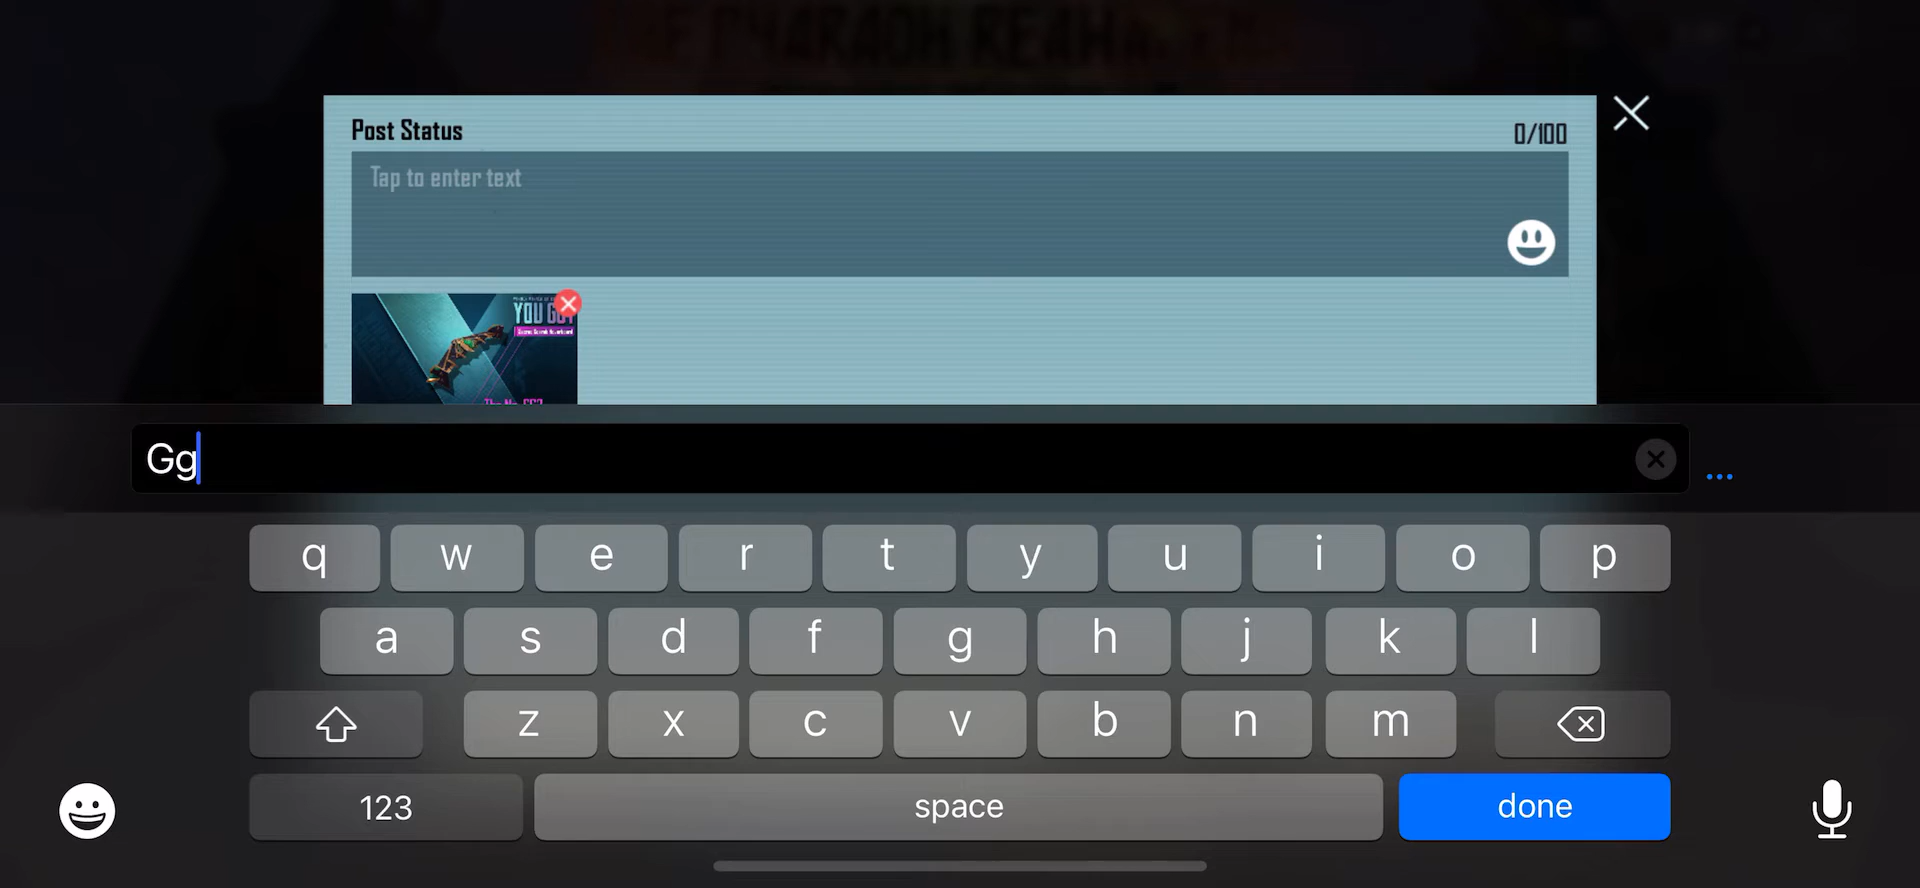 Post Status
0/100
Tap to enter text
YOU GOT
Gg
...
q w e r t y u i o p
a s d f g h j k l
z x c v b n m
123 space done